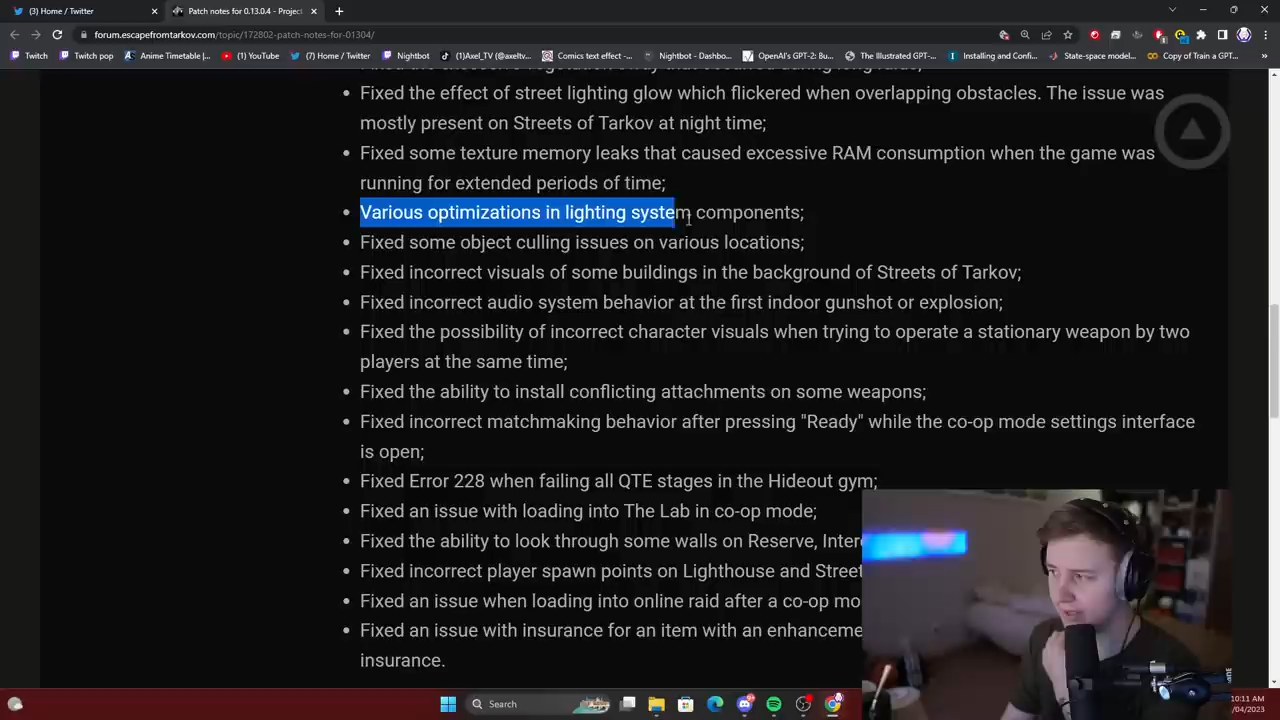 (3) Home / Twitter
Patch notes for 0.13.0.4 - Project
forum.escapefromtarkov.com/topic/172802-patch-notes-for-01304/
Twitch
Twitch pop
Anime Timetable |...
(1) YouTube
(7) Home / Twitter
Nightbot
(1)Axel_TV (@axeltv...
Comics text effect -...
Nightbot - Dashbo...
OpenAI's GPT-2: Bu...
The Illustrated GPT-...
Installing and Confi...
State-space model...
Copy of Train a GPT...
Fixed the effect of street lighting glow which flickered when overlapping obstacles. The issue was
mostly present on Streets of Tarkov at night time;
Fixed some texture memory leaks that caused excessive RAM consumption when the game was
running for extended periods of time;
Various optimizations in lighting system components;
Fixed some object culling issues on various locations;
Fixed incorrect visuals of some buildings in the background of Streets of Tarkov;
Fixed incorrect audio system behavior at the first indoor gunshot or explosion;
Fixed the possibility of incorrect character visuals when trying to operate a stationary weapon by two
players at the same time;
Fixed the ability to install conflicting attachments on some weapons;
Fixed incorrect matchmaking behavior after pressing "Ready" while the co-op mode settings interface
is open;
Fixed Error 228 when failing all QTE stages in the Hideout gym;
Fixed an issue with loading into The Lab in co-op mode;
Fixed the ability to look through some walls on Reserve, Inter
Fixed incorrect player spawn points on Lighthouse and Street
Fixed an issue when loading into online raid after a co-op mo
Fixed an issue with insurance for an item with an enhanceme
insurance.
Search
10:11 AM
/04/2023